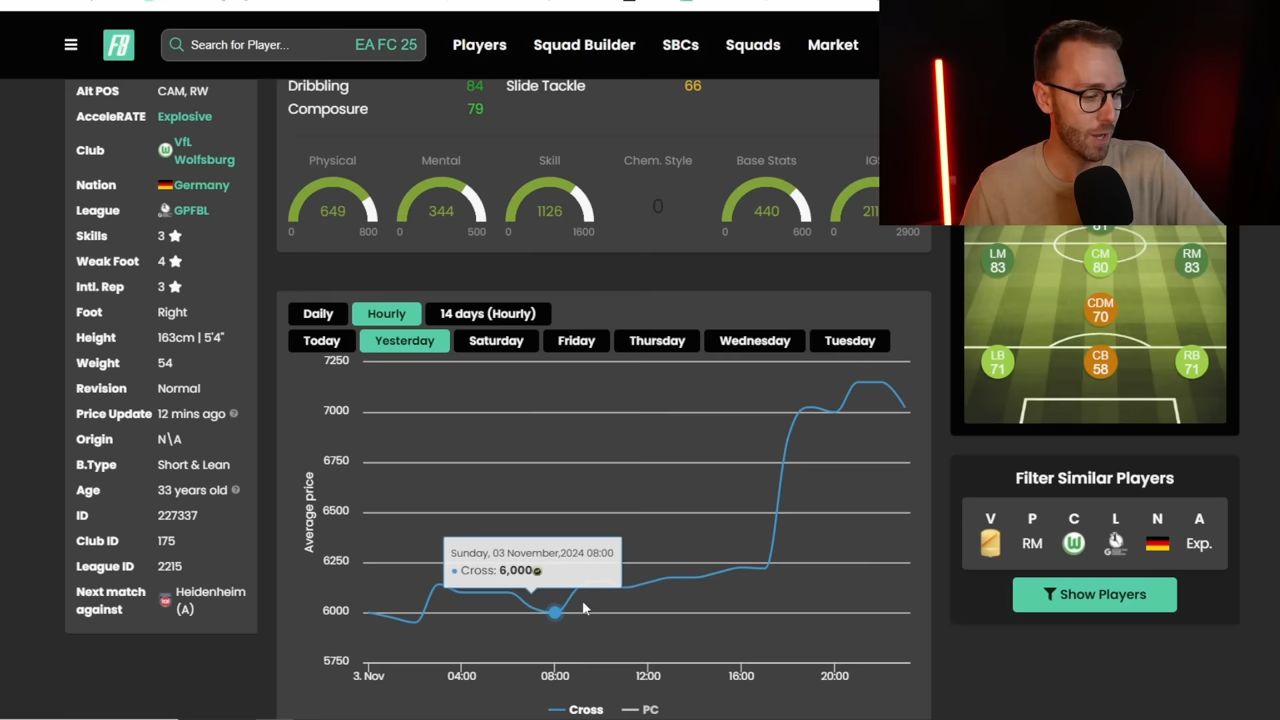 FB
Search for Player...
EA FC 25
Players
Squad Builder
SBCs
Squads
Market
Alt POS CAM, RW
AcceleRATE Explosive
Club VfL
Wolfsburg
Nation Germany
League GPFBL
Skills 3
Weak Foot 4
Intl. Rep 3
Foot Right
Height 163cm | 5'4"
Weight 54
Revision Normal
Price Update 12 mins ago
Origin N\A
B.Type Short & Lean
Age 33 years old
ID 227337
Club ID 175
League ID 2215
Next match Heidenheim
against (A)
Dribbling 84 Slide Tackle 66
Composure 79
Physical Mental Skill Chem. Style Base Stats IG
649 344 1126 0 440 211
0 800 0 500 0 1600 0 600 0 2900
Daily Hourly 14 days (Hourly)
Today Yesterday Saturday Friday Thursday Wednesday Tuesday
7250
7000
6750
6500
6250
6000
5750
Average price
Sunday, 03 November,2024 08:00
Cross: 6,000
3. Nov 04:00 08:00 12:00 16:00 20:00
Cross PC
LM CM RM
83 80 83
CDM
70
LB CB RB
71 58 71
Filter Similar Players
V P C L N A
RM Exp.
Show Players